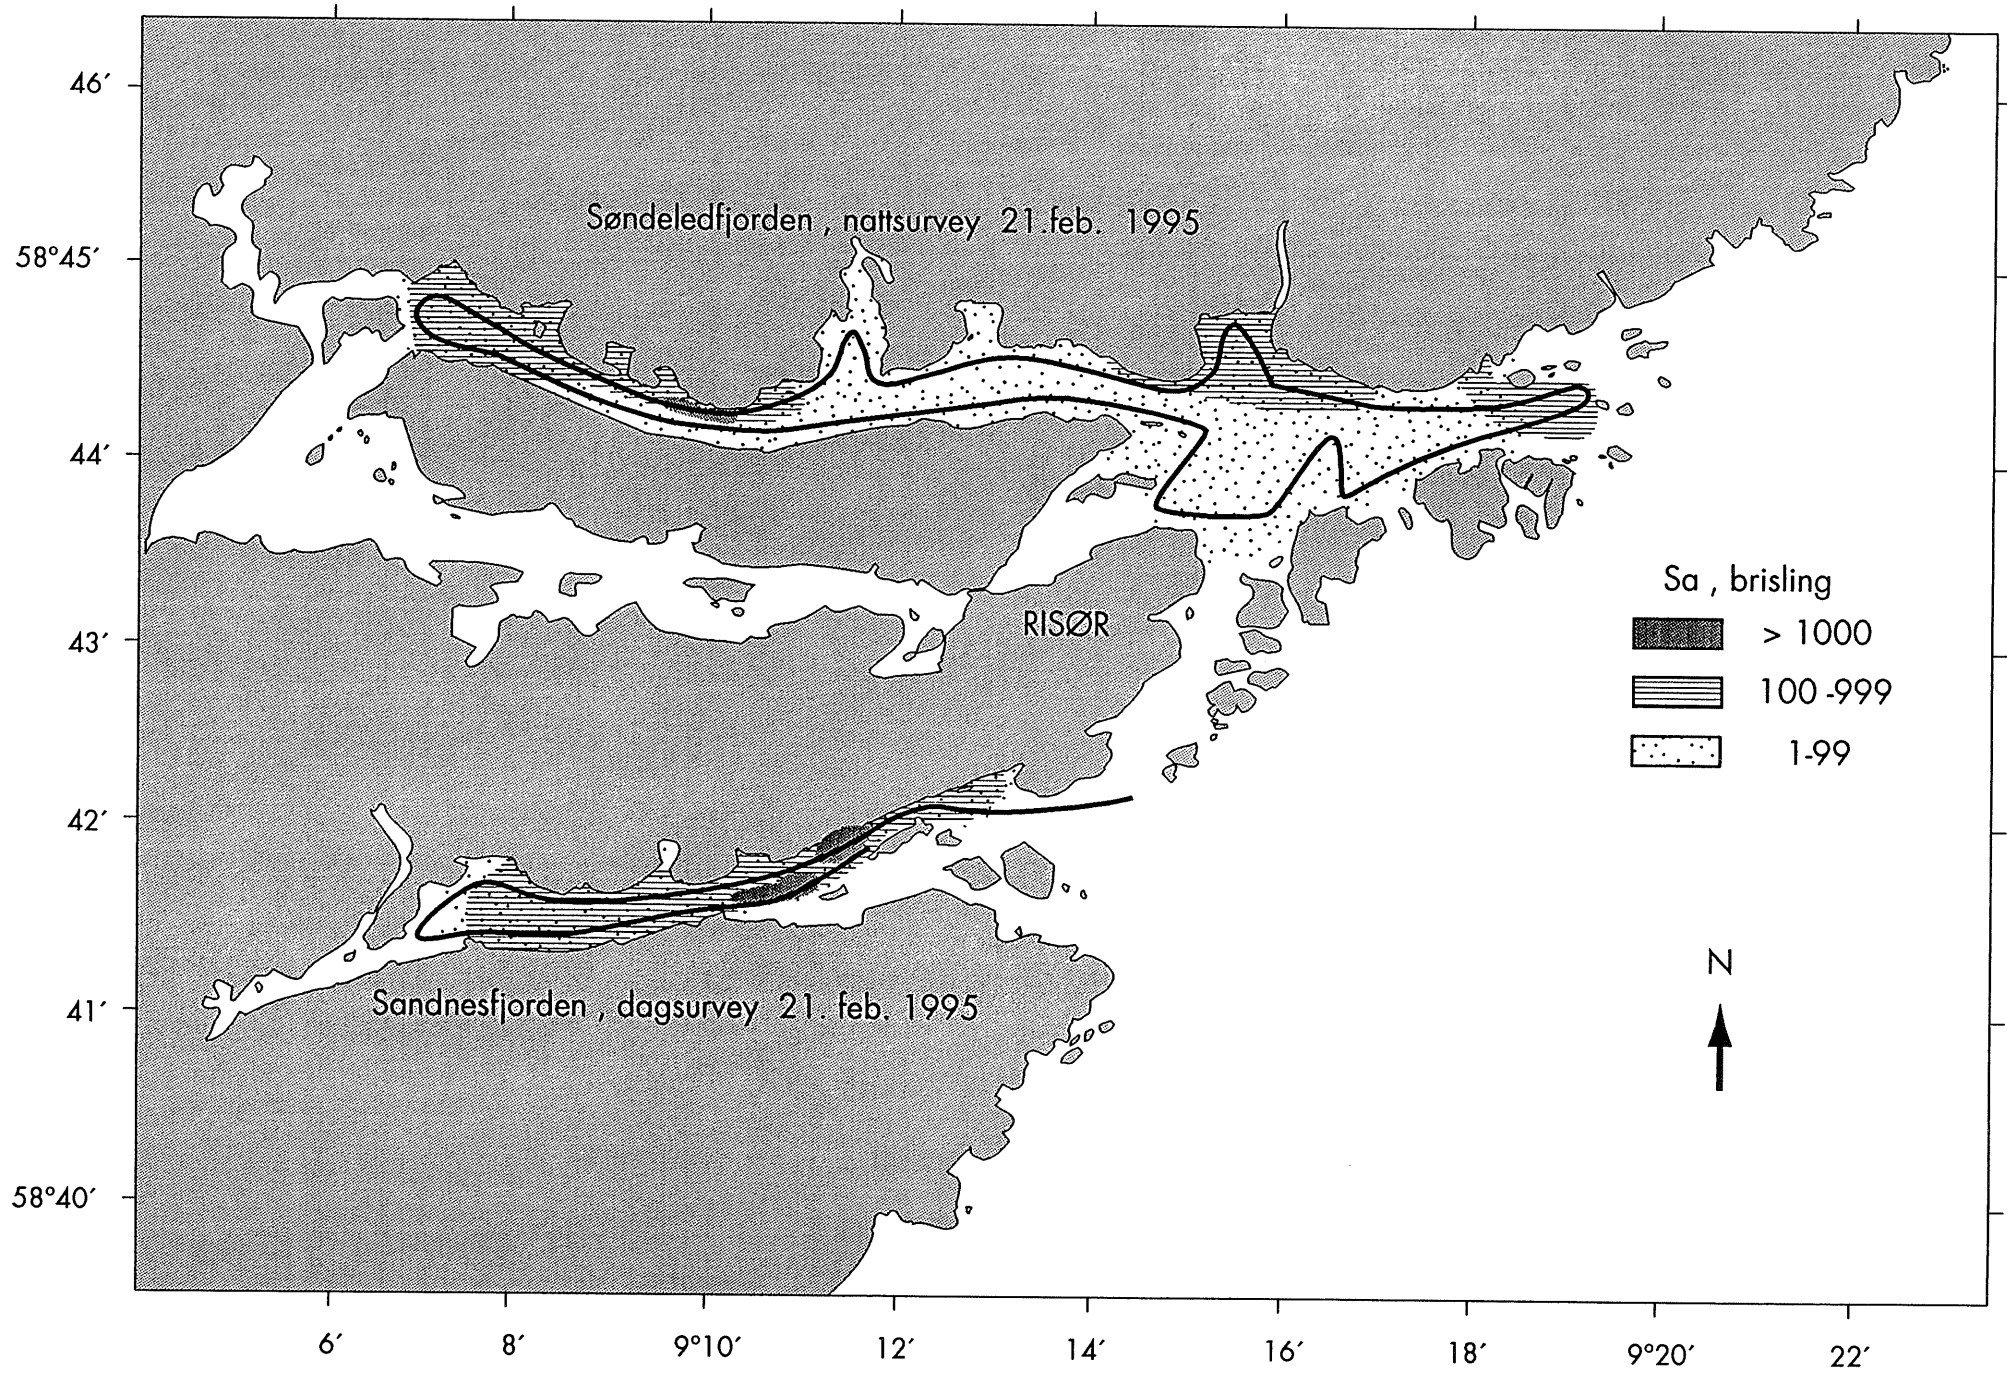 46′
Søndeledfjorden , nattsurvey 21.feb. 1995
58°45′
44′
Sa , brisling
RISØR
> 1000
43′
100 -999
1-99
42′
N
Sandnesfjorden , dagsurvey 21. feb. 1995
41′
58°40′
6′ 8′ 9°10′ 12′ 14′ 16′ 18′ 9°20′ 22′